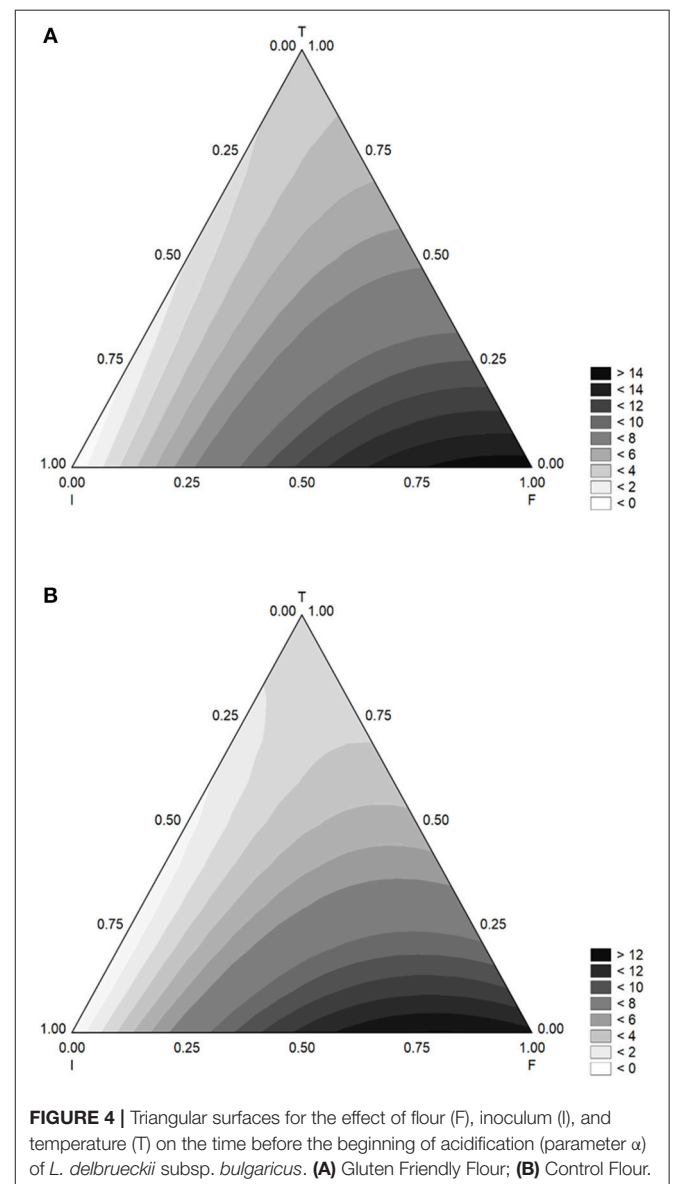 A
T
0.00 1.00
0.25 0.75
0.50 0.50
0.75 0.25
1.00 0.00
0.00 0.25 0.50 0.75 1.00
I F
> 14
< 14
< 12
< 10
< 8
< 6
< 4
< 2
< 0
B
T
0.00 1.00
0.25 0.75
0.50 0.50
0.75 0.25
1.00 0.00
0.00 0.25 0.50 0.75 1.00
I F
> 12
< 12
< 10
< 8
< 6
< 4
< 2
< 0
FIGURE 4 | Triangular surfaces for the effect of flour (F), inoculum (I), and
temperature (T) on the time before the beginning of acidification (parameter α)
of L. delbrueckii subsp. bulgaricus. (A) Gluten Friendly Flour; (B) Control Flour.